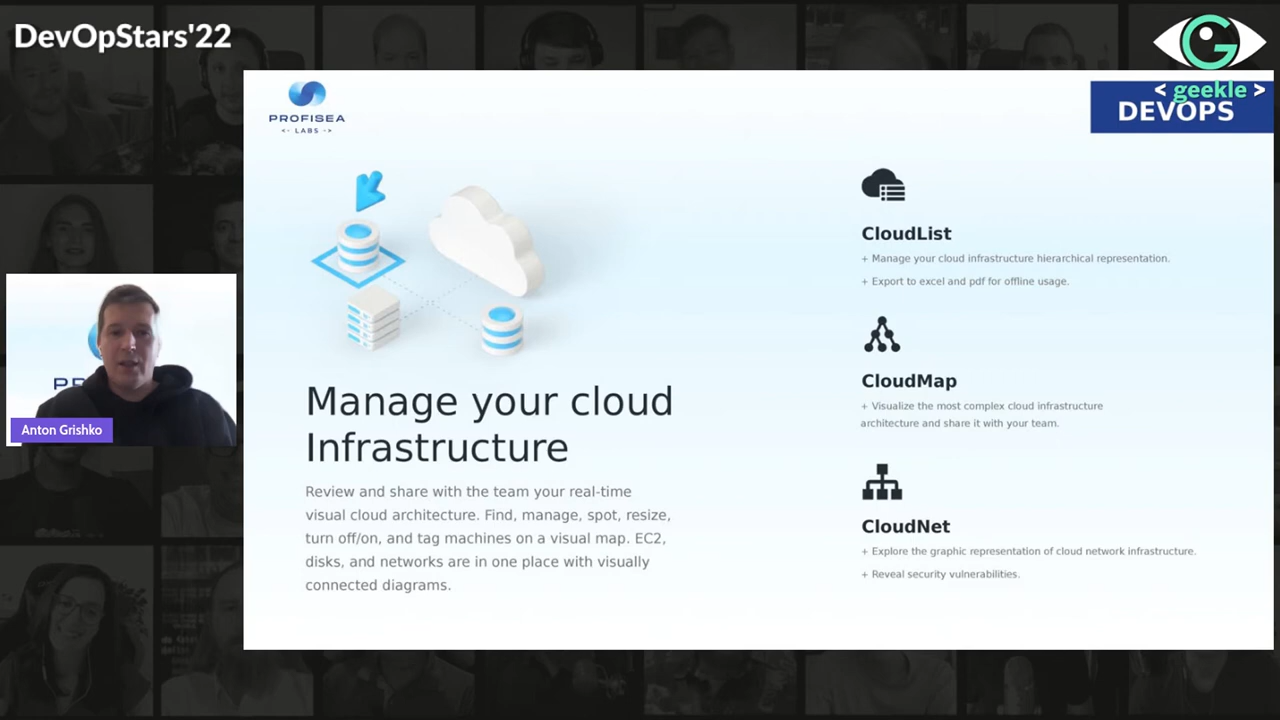 DevOpStars'22
< geekle >
PROFISEA
<- LABS ->
DEVOPS
Manage your cloud
Infrastructure
Review and share with the team your real-time
visual cloud architecture. Find, manage, spot, resize,
turn off/on, and tag machines on a visual map. EC2,
disks, and networks are in one place with visually
connected diagrams.
CloudList
+ Manage your cloud infrastructure hierarchical representation.
+ Export to excel and pdf for offline usage.
CloudMap
+ Visualize the most complex cloud infrastructure
architecture and share it with your team.
CloudNet
+ Explore the graphic representation of cloud network infrastructure.
+ Reveal security vulnerabilities.
Anton Grishko